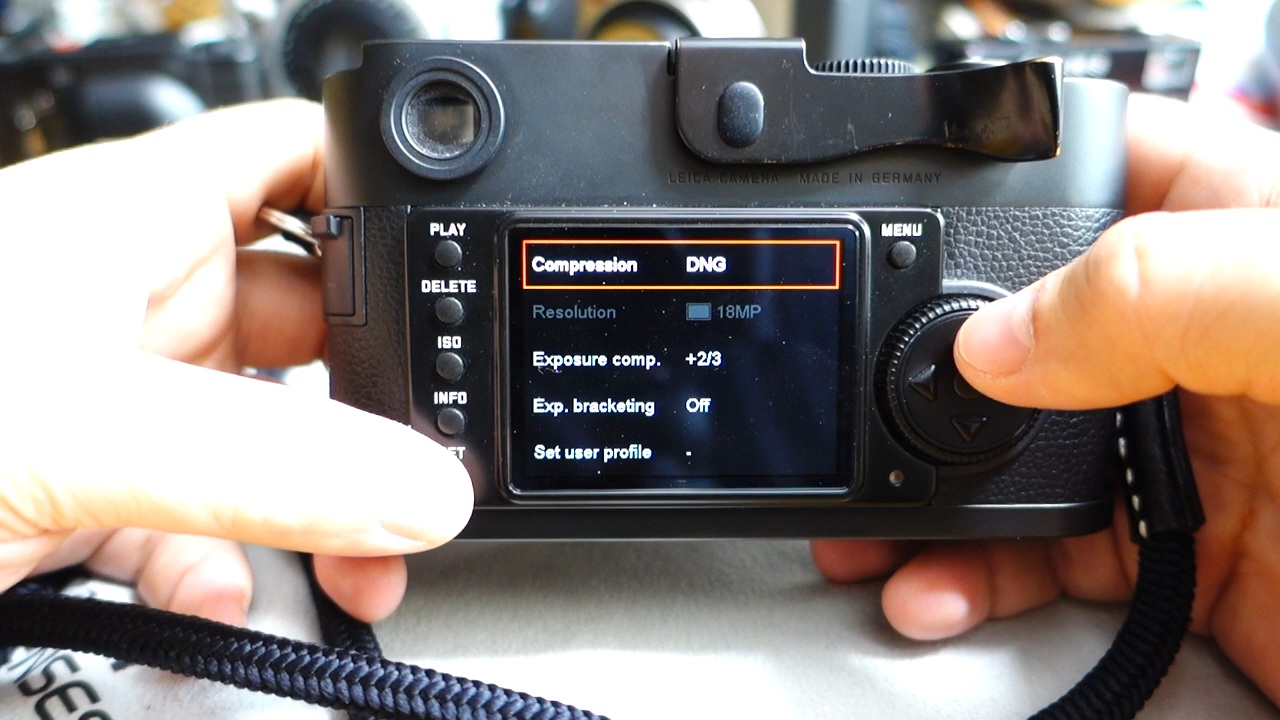 LEICA CAMERA MADE IN GERMANY
PLAY
MENU
DELETE
ISO
INFO
Compression DNG
Resolution 18MP
Exposure comp. +2/3
Exp. bracketing Off
Set user profile -